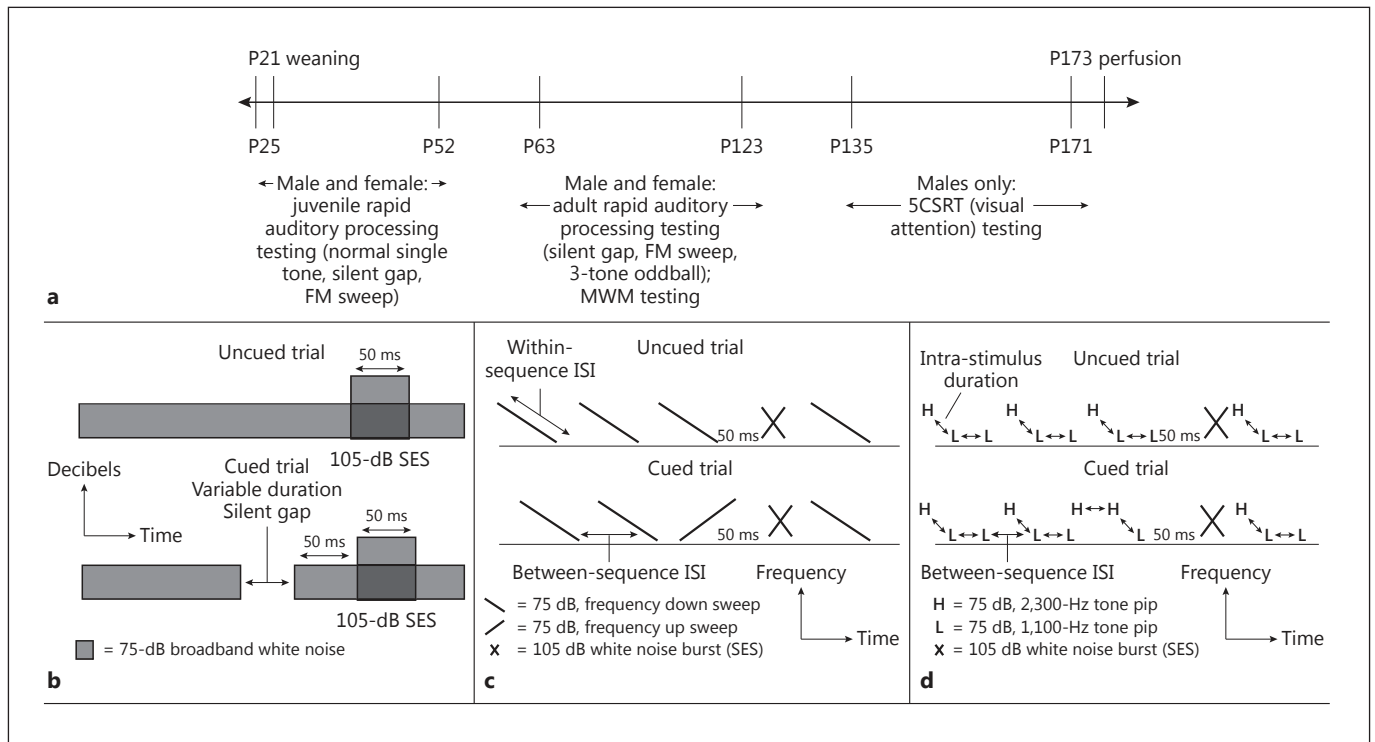 P21 weaning
P173 perfusion
P25
P52
P63
P123
P135
P171
Male and female:
juvenile rapid
auditory processing
testing (normal single
tone, silent gap,
FM sweep)
Male and female:
adult rapid auditory
processing testing
(silent gap, FM sweep,
3-tone oddball);
MWM testing
Males only:
5CSRT (visual
attention) testing
a
Uncued trial
50 ms
105-dB SES
Decibels
Time
Cued trial
Variable duration
Silent gap
50 ms
50 ms
105-dB SES
= 75-dB broadband white noise
b
Within-
sequence ISI
Uncued trial
50 ms
Cued trial
50 ms
Between-sequence ISI
Frequency
Time
= 75 dB, frequency down sweep
= 75 dB, frequency up sweep
x = 105 dB white noise burst (SES)
c
Intra-stimulus
duration
Uncued trial
H H H H
L L L L L L 50 ms L L
Cued trial
H H H H H
L L L L L 50 ms L L
Between-sequence ISI
Frequency
Time
H = 75 dB, 2,300-Hz tone pip
L = 75 dB, 1,100-Hz tone pip
x = 105 dB white noise burst (SES)
d